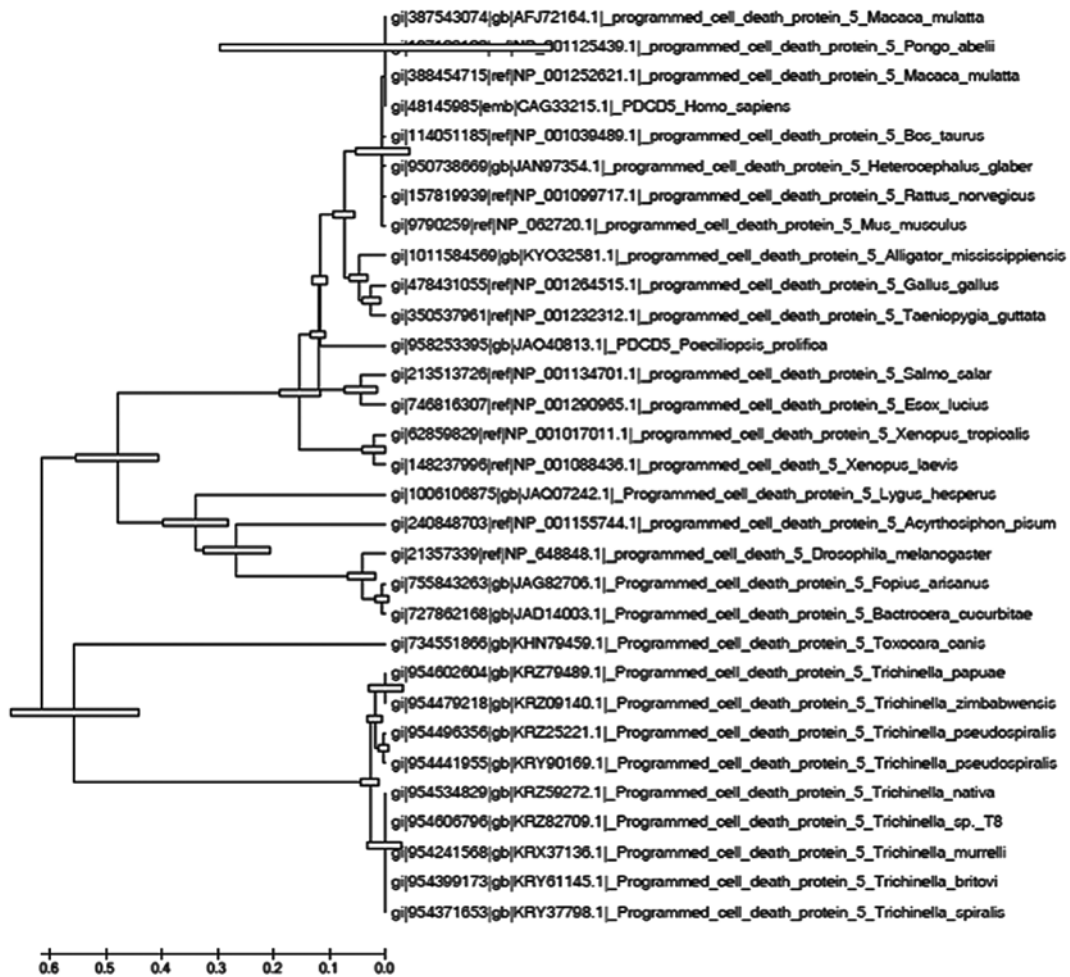 gi|387543074|gb|AFJ72164.1|_programmed_cell_death_protein_5_Macaca_mulatta
001125439.1|_programmed_cell_death_protein_5_Pongo_abelii
gi|388454715|ref|NP_001252621.1|_programmed_cell_death_protein_5_Macaca_mulatta
gi|48145985|emb|CAG33215.1|_PDCD5_Homo_sapiens
gi|114051185|ref|NP_001039489.1|_programmed_cell_death_protein_5_Bos_taurus
gi|950738669|gb|JAN97354.1|_programmed_cell_death_protein_5_Heterocephalus_glaber
gi|157819939|ref|NP_001099717.1|_programmed_cell_death_protein_5_Rattus_norvegicus
gi|9790259|ref|NP_062720.1|_programmed_cell_death_protein_5_Mus_musculus
gi|1011584569|gb|KYO32581.1|_programmed_cell_death_protein_5_Alligator_mississippiensis
gi|478431055|ref|NP_001264515.1|_programmed_cell_death_protein_5_Gallus_gallus
gi|350537961|ref|NP_001232312.1|_programmed_cell_death_protein_5_Taeniopygia_guttata
gi|958253395|gb|JAO40813.1|_PDCD5_Poeciliopsis_prolifica
gi|213513726|ref|NP_001134701.1|_programmed_cell_death_protein_5_Salmo_salar
gi|746816307|ref|NP_001290965.1|_programmed_cell_death_protein_5_Esox_lucius
gi|62859829|ref|NP_001017011.1|_programmed_cell_death_protein_5_Xenopus_tropicalis
gi|148237996|ref|NP_001088436.1|_programmed_cell_death_5_Xenopus_laevis
gi|1006106875|gb|JAQ07242.1|_Programmed_cell_death_protein_5_Lygus_hesperus
gi|240848703|ref|NP_001155744.1|_programmed_cell_death_protein_5_Acyrthosiphon_pisum
gi|21357339|ref|NP_648848.1|_programmed_cell_death_5_Drosophila_melanogaster
gi|755843263|gb|JAG82706.1|_Programmed_cell_death_protein_5_Fopius_arisanus
gi|727862168|gb|JAD14003.1|_Programmed_cell_death_protein_5_Bactrocera_cucurbitae
gi|734551866|gb|KHN79459.1|_Programmed_cell_death_protein_5_Toxocara_canis
gi|954602604|gb|KRZ79489.1|_Programmed_cell_death_protein_5_Trichinella_papuae
gi|954479218|gb|KRZ09140.1|_Programmed_cell_death_protein_5_Trichinella_zimbabwensis
gi|954496356|gb|KRZ25221.1|_Programmed_cell_death_protein_5_Trichinella_pseudospiralis
gi|954441955|gb|KRY90169.1|_Programmed_cell_death_protein_5_Trichinella_pseudospiralis
gi|954534829|gb|KRZ59272.1|_Programmed_cell_death_protein_5_Trichinella_nativa
gi|954606796|gb|KRZ82709.1|_Programmed_cell_death_protein_5_Trichinella_sp._T8
gi|954241568|gb|KRX37136.1|_Programmed_cell_death_protein_5_Trichinella_murrelli
gi|954399173|gb|KRY61145.1|_Programmed_cell_death_protein_5_Trichinella_britovi
gi|954371653|gb|KRY37798.1|_Programmed_cell_death_protein_5_Trichinella_spiralis
0.6 0.5 0.4 0.3 0.2 0.1 0.0